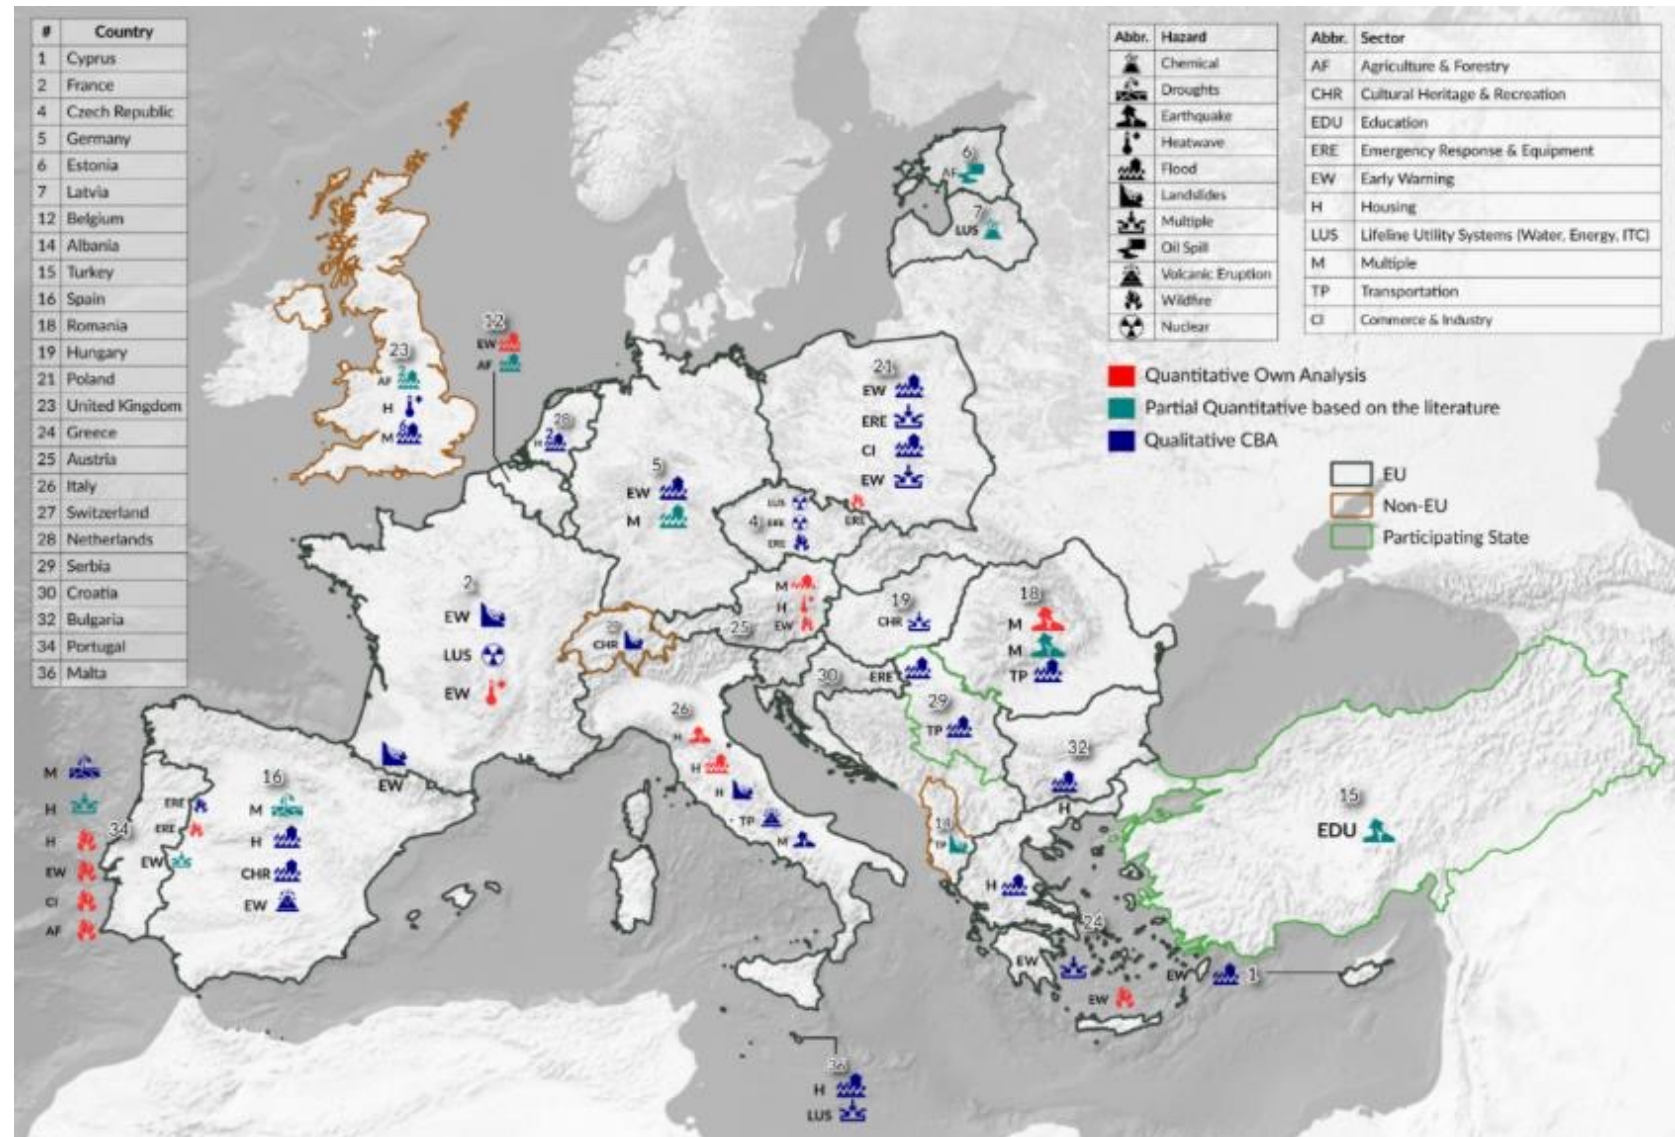 # Country
1 Cyprus
2 France
4 Czech Republic
5 Germany
6 Estonia
7 Latvia
12 Belgium
14 Albania
15 Turkey
16 Spain
18 Romania
19 Hungary
21 Poland
23 United Kingdom
24 Greece
25 Austria
26 Italy
27 Switzerland
28 Netherlands
29 Serbia
30 Croatia
32 Bulgaria
34 Portugal
36 Malta
Abbr. Hazard
Chemical
Droughts
Earthquake
Heatwave
Flood
Landslides
Multiple
Oil Spill
Volcanic Eruption
Wildfire
Nuclear
Abbr. Sector
AF Agriculture & Forestry
CHR Cultural Heritage & Recreation
EDU Education
ERE Emergency Response & Equipment
EW Early Warning
H Housing
LUS Lifeline Utility Systems (Water, Energy, ITC)
M Multiple
TP Transportation
CI Commerce & Industry
Quantitative Own Analysis
Partial Quantitative based on the literature
Qualitative CBA
EU
Non-EU
Participating State
6
AF
7
LUS
12
EW
AF
23
AF 2
H
M 6
28
H 2
5
EW
M
21
EW
ERE
CI
EW
4
LUS
ERE
ERE
ERE
2
EW
LUS
EW
EW
CHR
25
M
H
EW
19
CHR
18
M
M
TP
30
ERE
29
TP
26
H
H
H
TP
M
32
H
14
TP
15
EDU
16
M
H
CHR
EW
ERE
ERE
EW
34
M
H
H
EW
CI
AF
24
H
EW
EW
EW
1
H
LUS